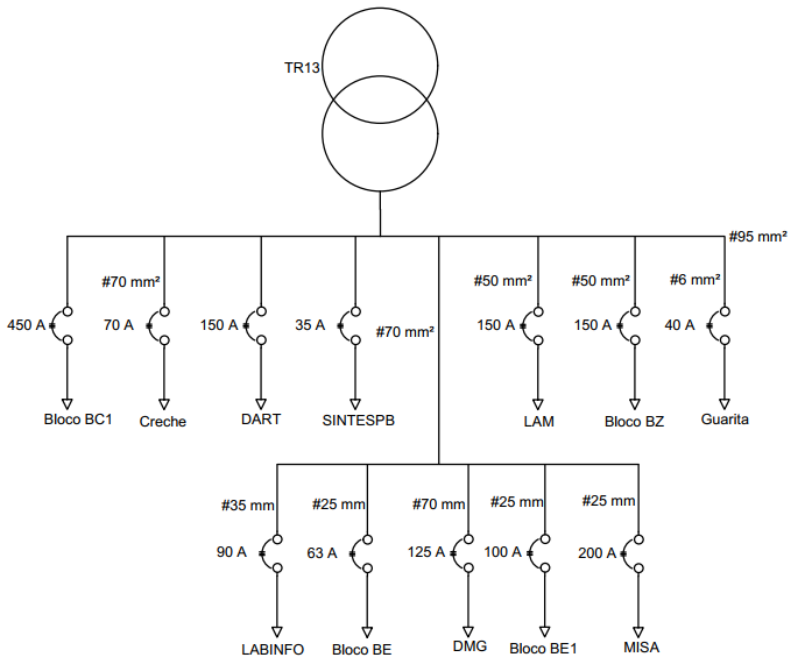 TR13
#95 mm²
#70 mm²
#50 mm²
#50 mm²
#6 mm²
450 A
70 A
150 A
35 A
#70 mm²
150 A
150 A
40 A
Bloco BC1
Creche
DART
SINTESPB
LAM
Bloco BZ
Guarita
#35 mm
#25 mm
#70 mm
#25 mm
#25 mm
90 A
63 A
125 A
100 A
200 A
LABINFO
Bloco BE
DMG
Bloco BE1
MISA